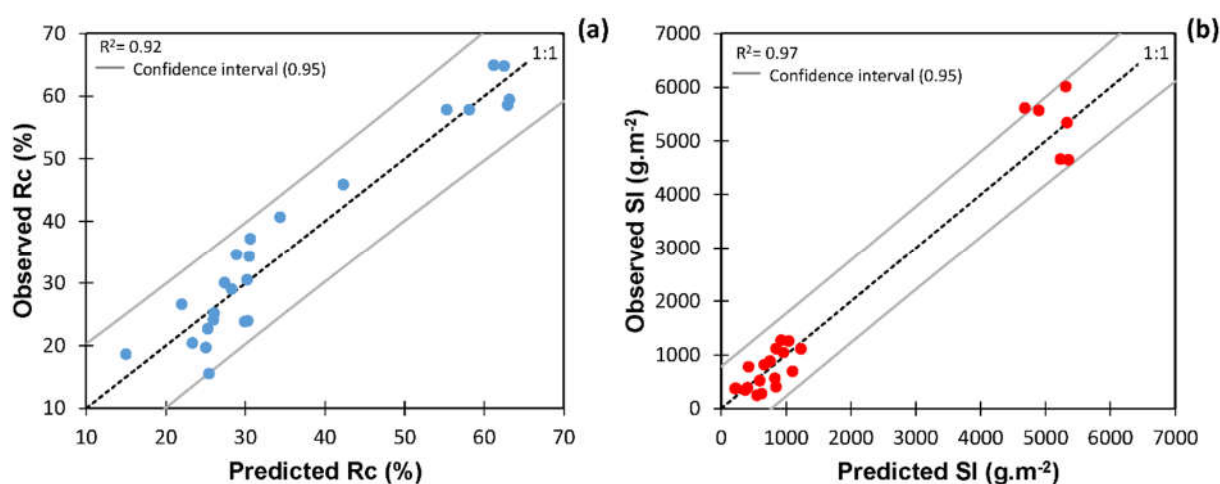 (a)
R²= 0.92
Confidence interval (0.95)
1:1
70
60
50
40
30
20
10
Observed Rc (%)
10 20 30 40 50 60 70
Predicted Rc (%)
(b)
R²= 0.97
Confidence interval (0.95)
1:1
7000
6000
5000
4000
3000
2000
1000
0
Observed SI (g.m⁻²)
0 1000 2000 3000 4000 5000 6000 7000
Predicted SI (g.m⁻²)